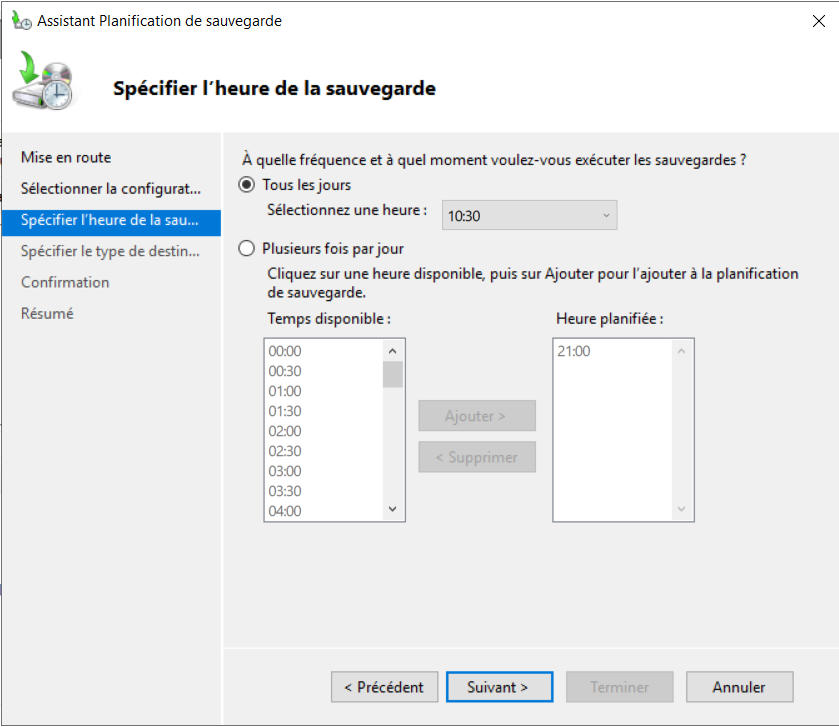 Assistant Planification de sauvegarde
Spécifier l'heure de la sauvegarde
Mise en route
Sélectionner la configurat...
Spécifier l'heure de la sau...
Spécifier le type de destin...
Confirmation
Résumé
À quelle fréquence et à quel moment voulez-vous exécuter les sauvegardes ?
Tous les jours
Sélectionnez une heure :
10:30
Plusieurs fois par jour
Cliquez sur une heure disponible, puis sur Ajouter pour l'ajouter à la planification
de sauvegarde.
Temps disponible :
00:00
00:30
01:00
01:30
02:00
02:30
03:00
03:30
04:00
Ajouter >
< Supprimer
Heure planifiée :
21:00
< Précédent
Suivant >
Terminer
Annuler